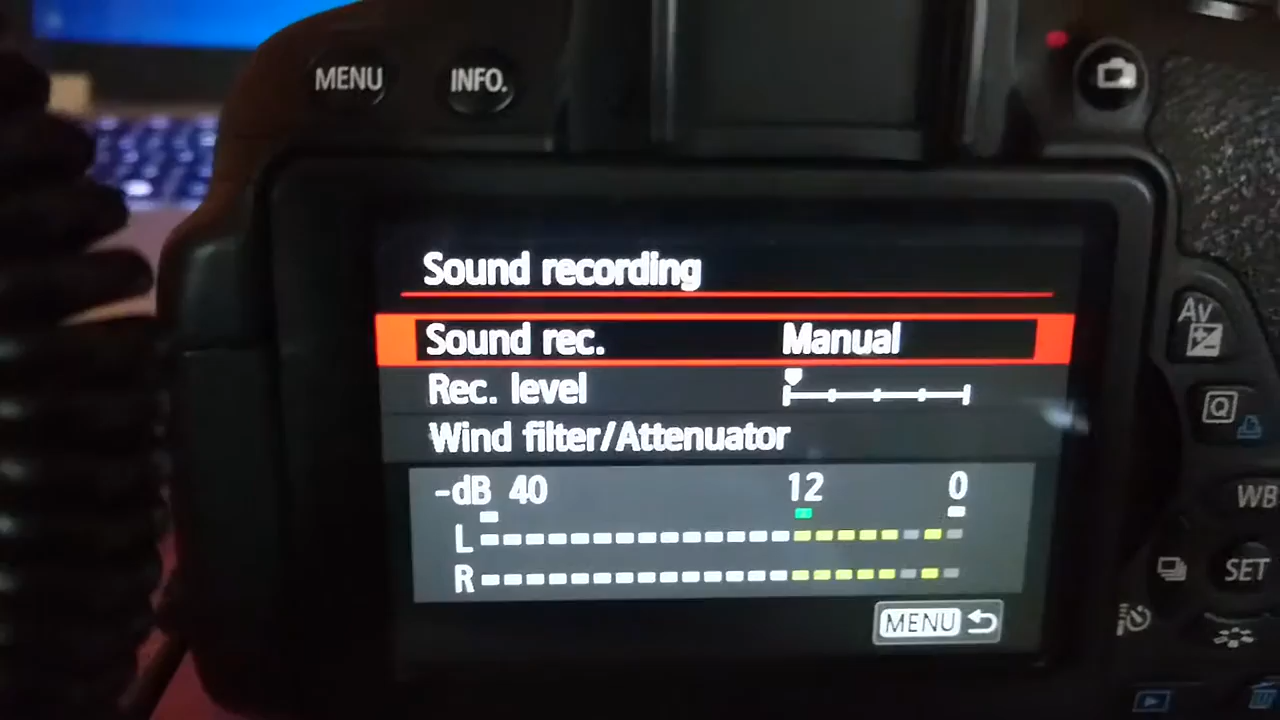 MENU INFO.
Sound recording
Sound rec. Manual
Rec. level
Wind filter/Attenuator
-dB 40 12 0
L
R
MENU
Av
Q
WB
SET